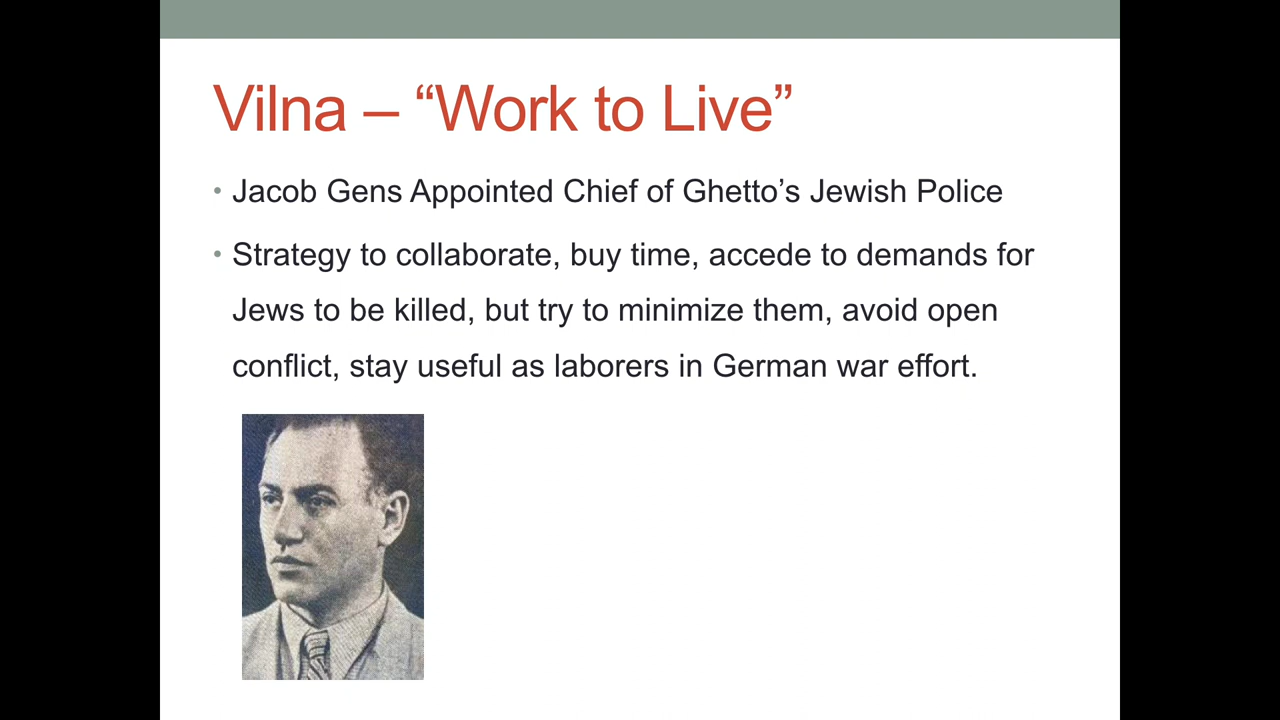 Vilna – “Work to Live”
• Jacob Gens Appointed Chief of Ghetto’s Jewish Police
• Strategy to collaborate, buy time, accede to demands for
Jews to be killed, but try to minimize them, avoid open
conflict, stay useful as laborers in German war effort.